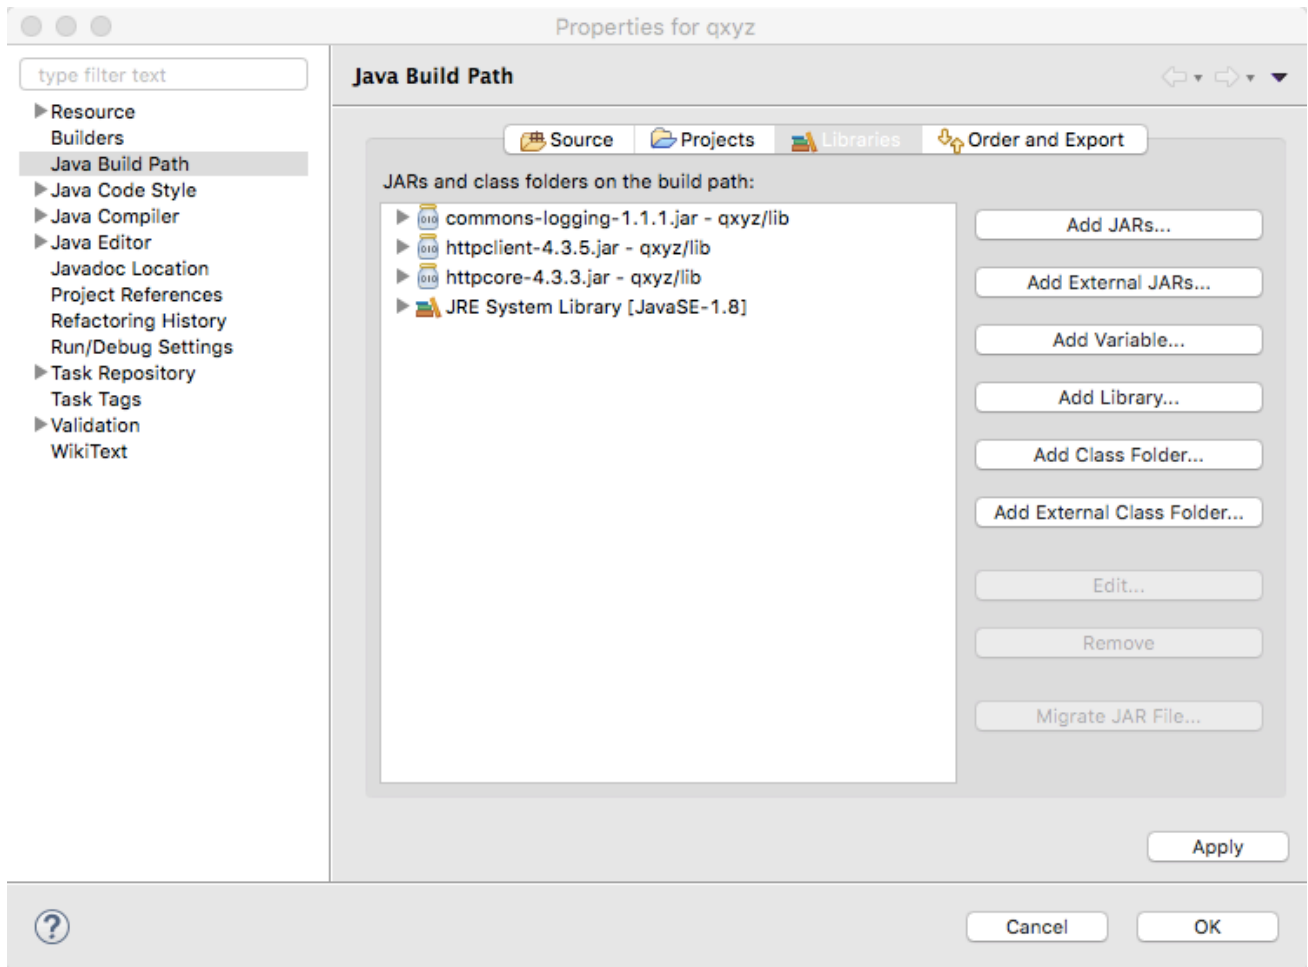 Properties for qxyz
type filter text
Resource
Builders
Java Build Path
Java Code Style
Java Compiler
Java Editor
Javadoc Location
Project References
Refactoring History
Run/Debug Settings
Task Repository
Task Tags
Validation
WikiText
Java Build Path
Source Projects Libraries Order and Export
JARs and class folders on the build path:
commons-logging-1.1.1.jar - qxyz/lib
httpclient-4.3.5.jar - qxyz/lib
httpcore-4.3.3.jar - qxyz/lib
JRE System Library [JavaSE-1.8]
Add JARs...
Add External JARs...
Add Variable...
Add Library...
Add Class Folder...
Add External Class Folder...
Edit...
Remove
Migrate JAR File...
Apply
?
Cancel
OK